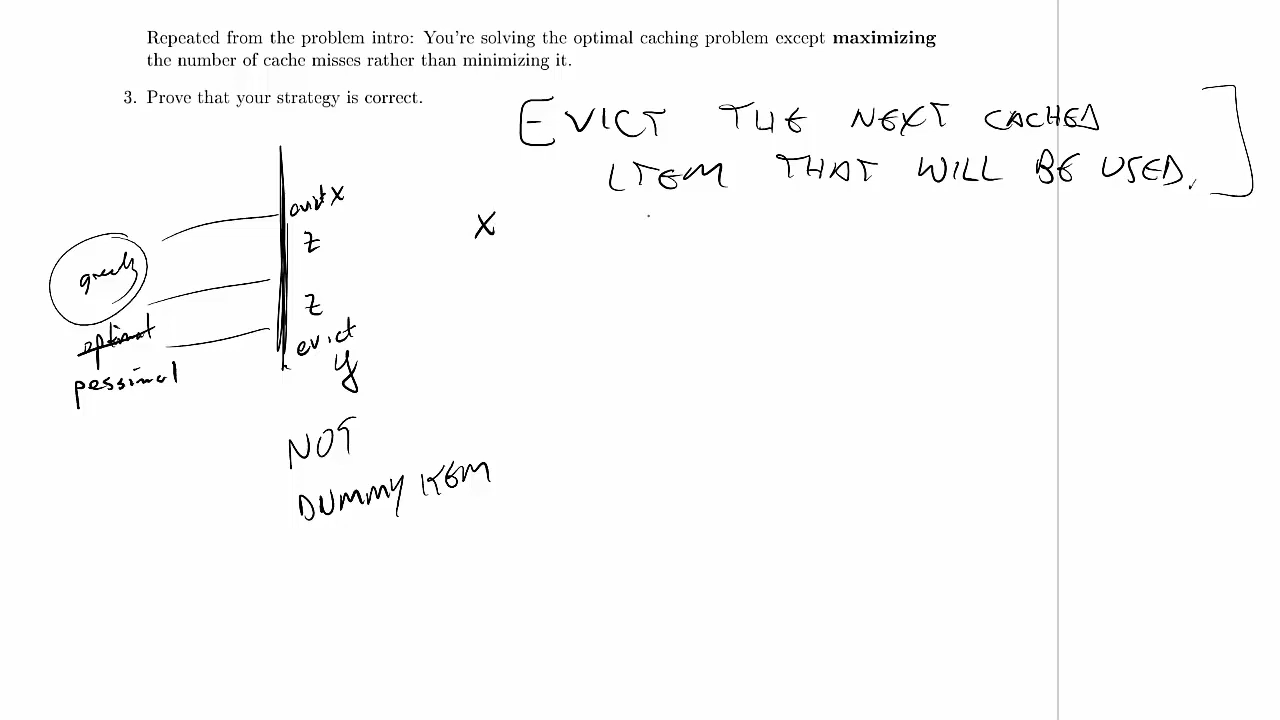 Repeated from the problem intro: You're solving the optimal caching problem except maximizing
the number of cache misses rather than minimizing it.
3. Prove that your strategy is correct.
EVICT THE NEXT CACHED
ITEM THAT WILL BE USED.
evict x
x
z
greedy
z
optimal
evict
y
pessimal
NOT
DUMMY ITEM